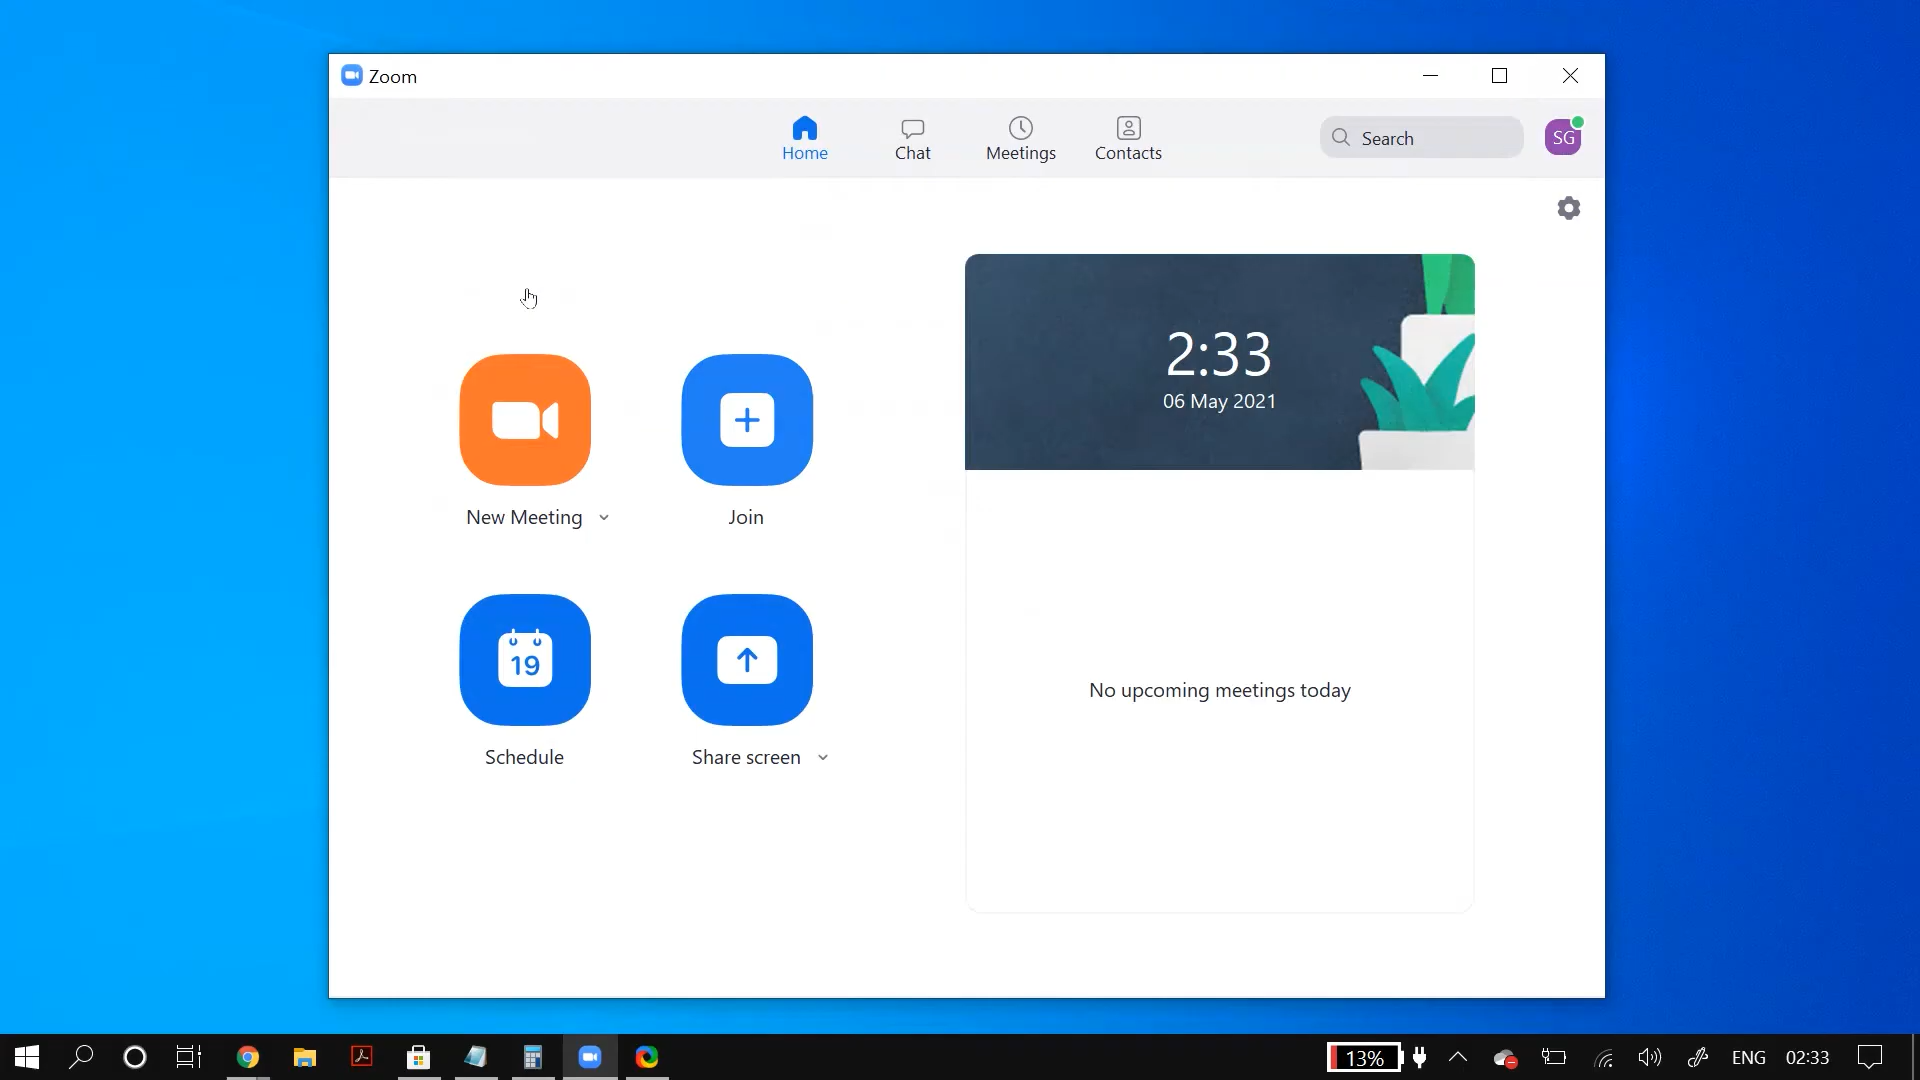 Zoom
Home
Chat
Meetings
Contacts
Search
SG
2:33
06 May 2021
New Meeting
Join
19
No upcoming meetings today
Schedule
Share screen
13%
ENG
02:33